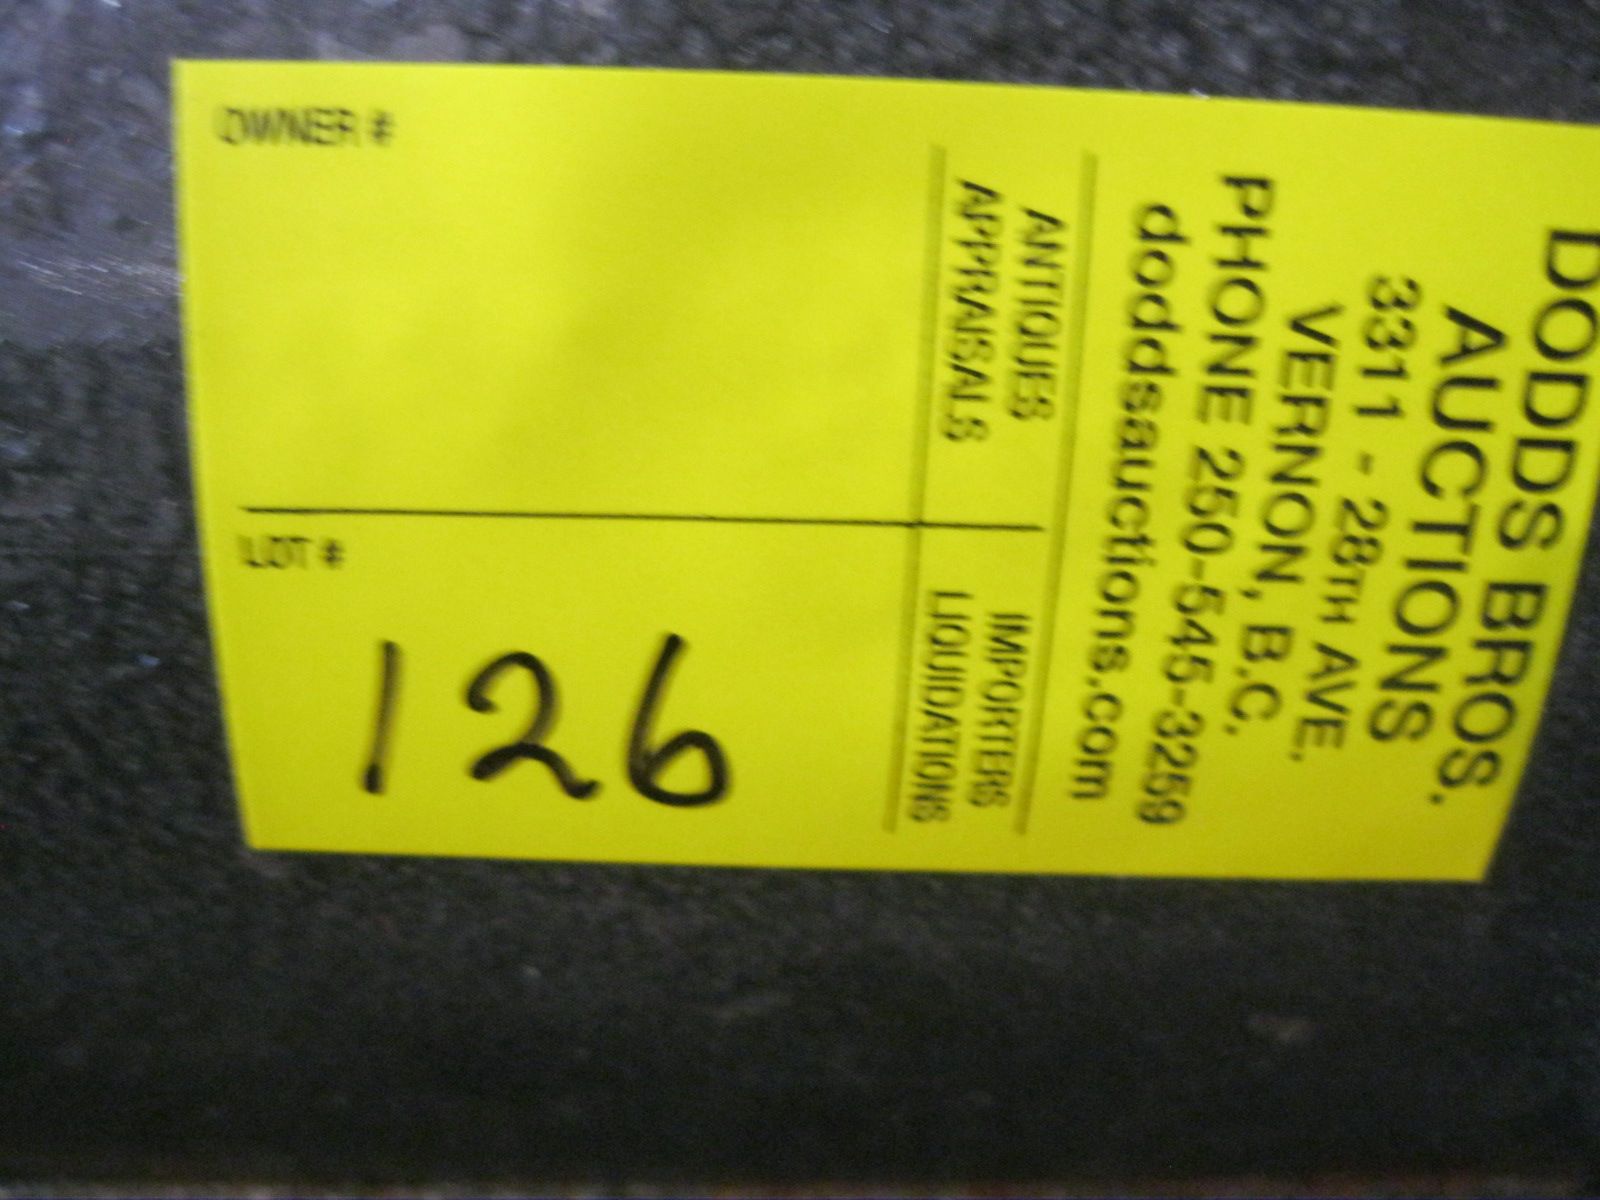 OWNER #
LOT #
126
DODDS BROS.
AUCTIONS
3311 - 28TH AVE.
VERNON, B.C.
PHONE 250-545-3259
doddsauctions.com
ANTIQUES IMPORTERS
APPRAISALS LIQUIDATIONS